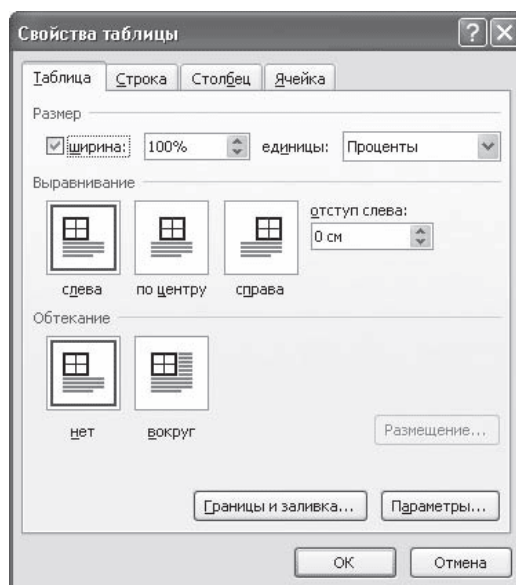 Свойства таблицы
Таблица Строка Столбец Ячейка
Размер
ширина: 100% единицы: Проценты
Выравнивание
отступ слева:
0 см
слева по центру справа
Обтекание
нет вокруг
Размещение...
Границы и заливка... Параметры...
ОК Отмена